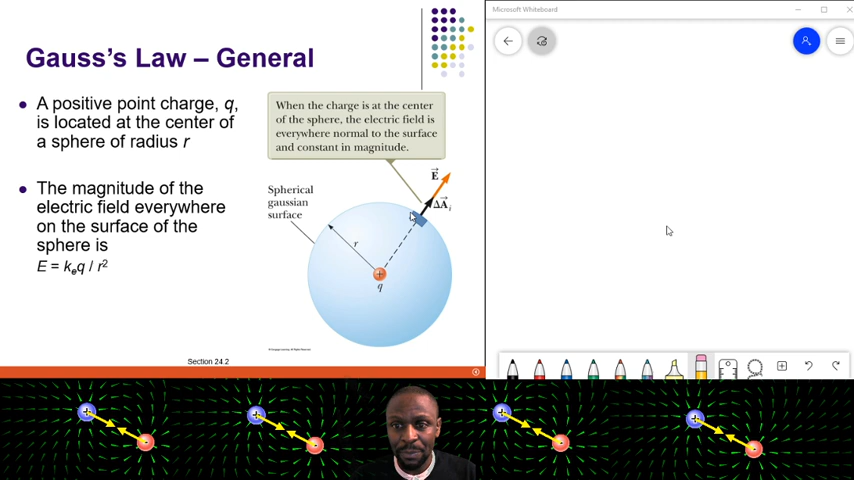 Microsoft Whiteboard
Gauss's Law – General
A positive point charge, q,
is located at the center of
a sphere of radius r
The magnitude of the
electric field everywhere
on the surface of the
sphere is
E = keq / r2
When the charge is at the center
of the sphere, the electric field is
everywhere normal to the surface
and constant in magnitude.
E
ΔAi
Spherical
gaussian
surface
r
+
q
Section 24.2